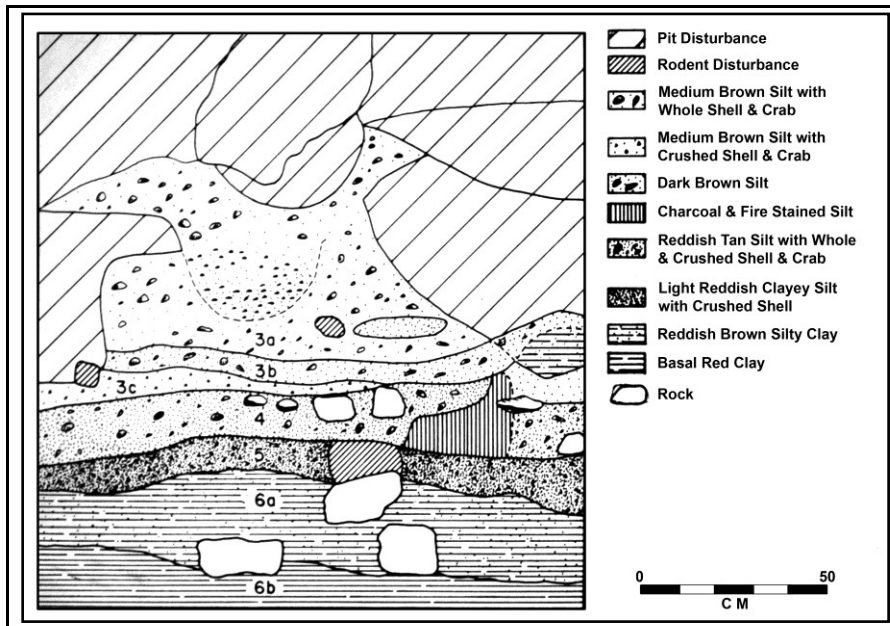 Pit Disturbance
Rodent Disturbance
Medium Brown Silt with
Whole Shell & Crab
Medium Brown Silt with
Crushed Shell & Crab
Dark Brown Silt
Charcoal & Fire Stained Silt
Reddish Tan Silt with Whole
& Crushed Shell & Crab
Light Reddish Clayey Silt
with Crushed Shell
Reddish Brown Silty Clay
Basal Red Clay
Rock
3a
3b
3c
4
5
6a
6b
0 50
CM